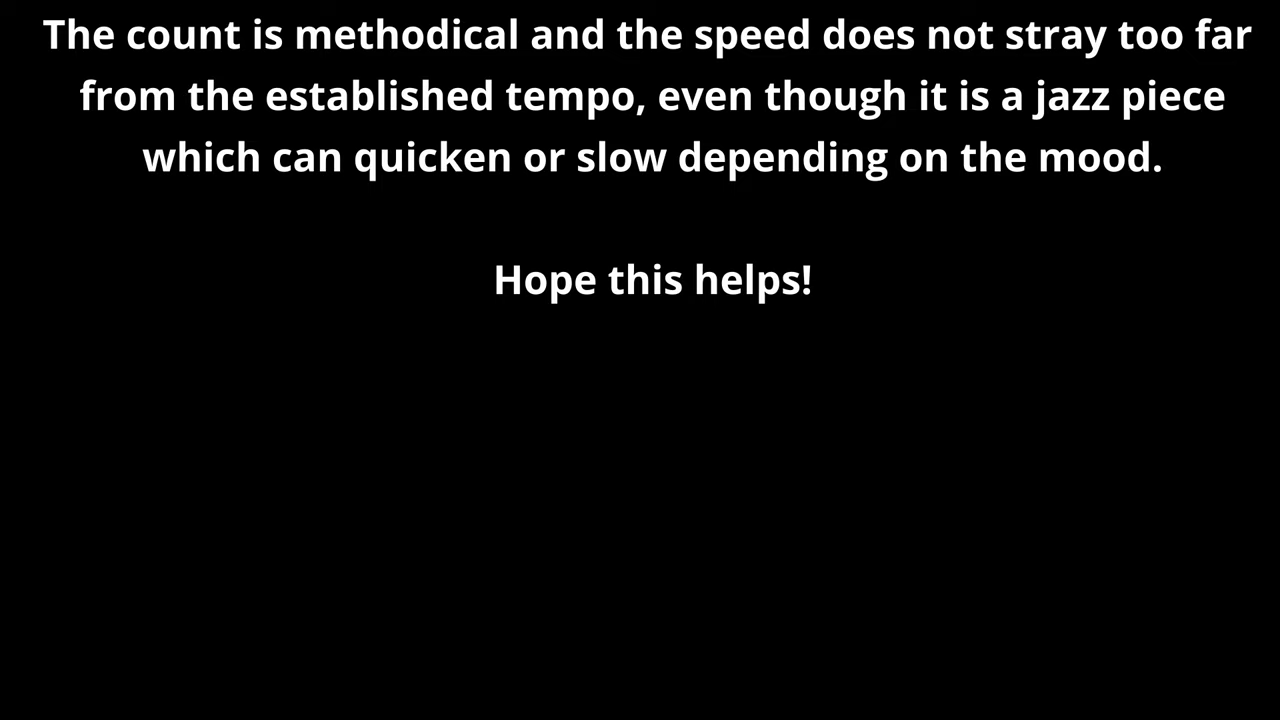 The count is methodical and the speed does not stray too far
from the established tempo, even though it is a jazz piece
which can quicken or slow depending on the mood.
Hope this helps!